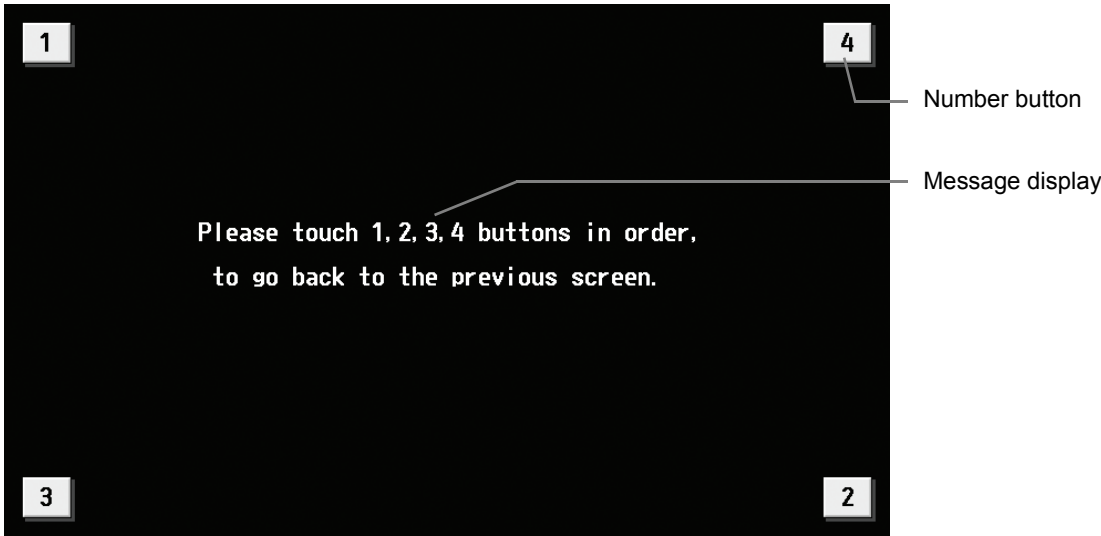 1
4
Number button
Message display
Please touch 1, 2, 3, 4 buttons in order,
to go back to the previous screen.
3
2